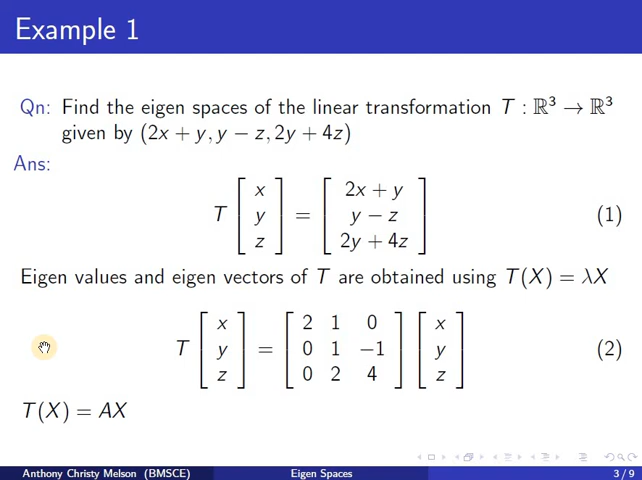 Example 1
Qn: Find the eigen spaces of the linear transformation T : ℝ³ → ℝ³
given by (2x + y, y − z, 2y + 4z)
Ans:
T [ x y z ] = [ 2x + y y − z 2y + 4z ] (1)
Eigen values and eigen vectors of T are obtained using T(X) = λX
T [ x y z ] = [ 2 1 0 0 1 −1 0 2 4 ] [ x y z ] (2)
T(X) = AX
Anthony Christy Melson (BMSCE) Eigen Spaces 3 / 9